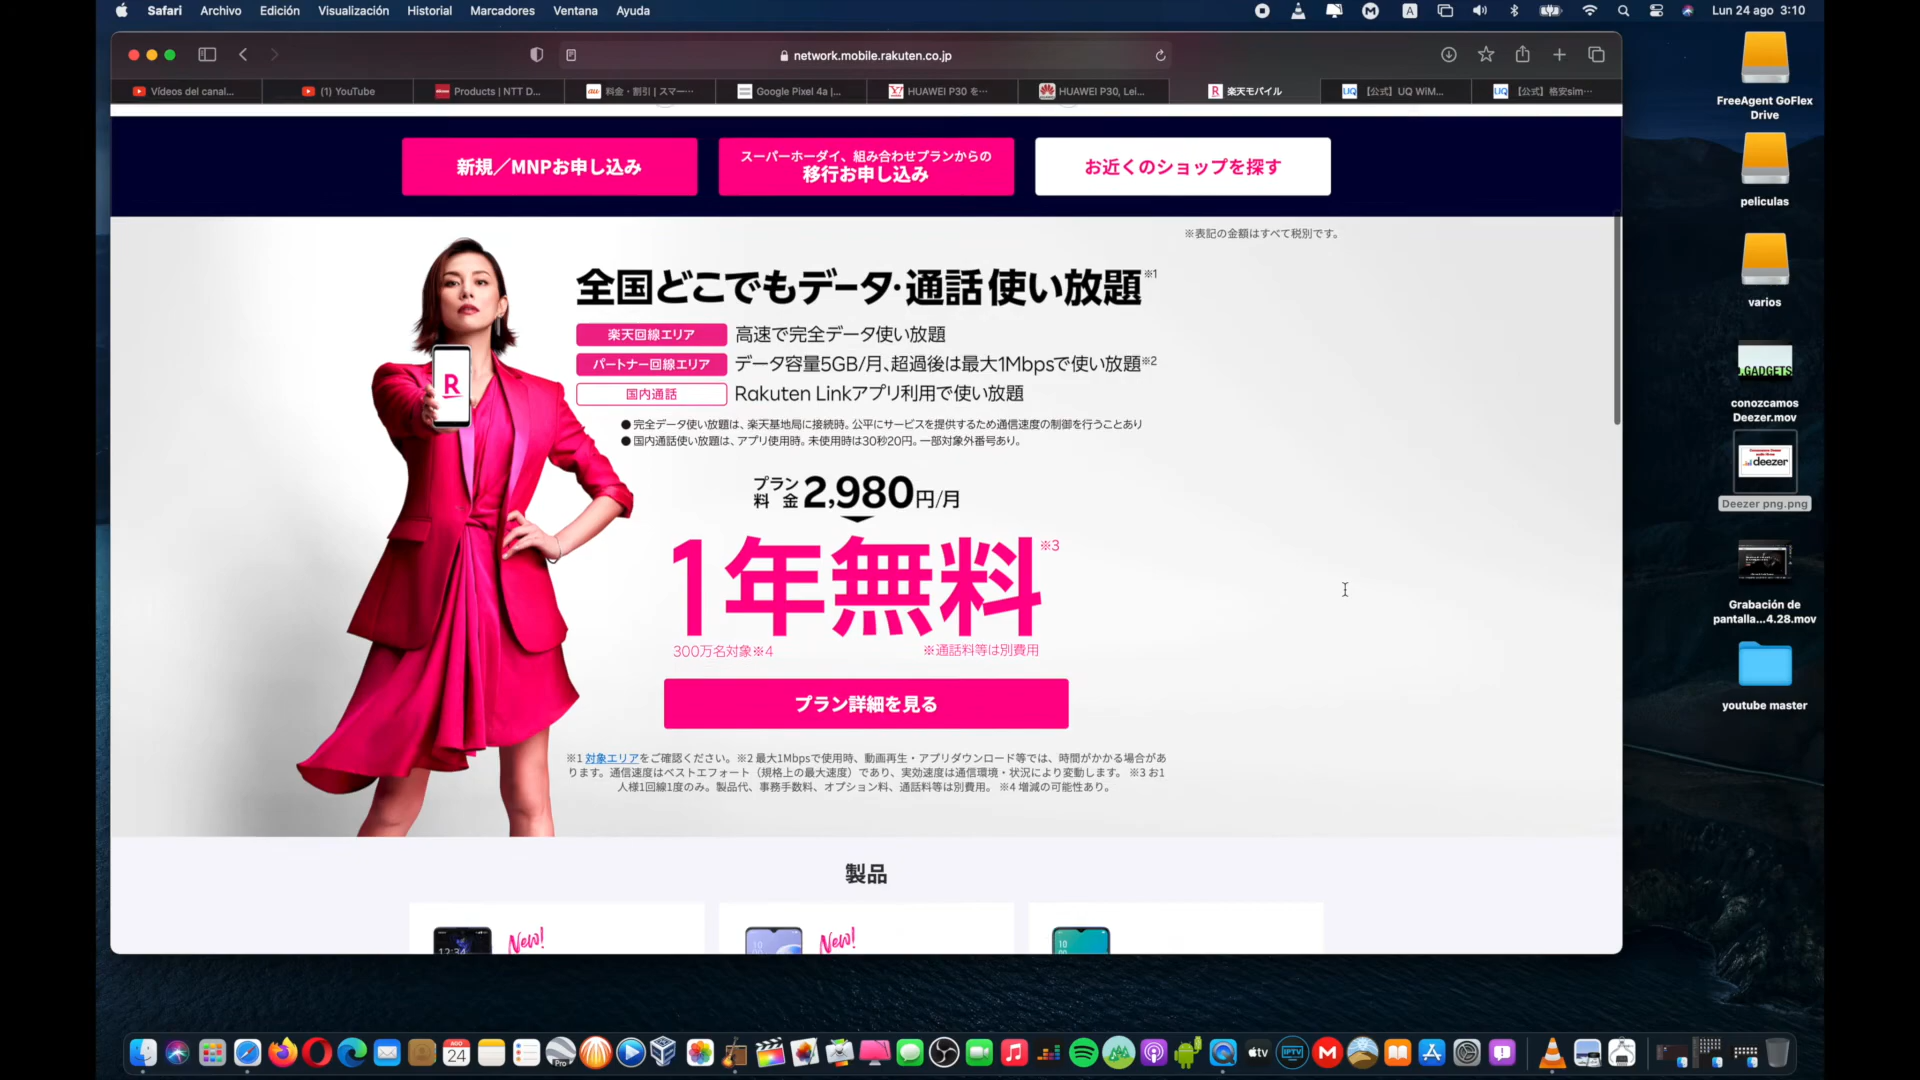 Safari Archivo Edición Visualización Historial Marcadores Ventana Ayuda
Lun 24 ago 3:10
network.mobile.rakuten.co.jp
Vídeos del canal...
(1) YouTube
Products | NTT D...
料金・割引 | スマー…
Google Pixel 4a |...
HUAWEI P30 を…
HUAWEI P30, Lei...
楽天モバイル
【公式】UQ WiM...
【公式】格安sim…
新規／MNPお申し込み
スーパーホーダイ、組み合わせプランからの
移行お申し込み
お近くのショップを探す
※表記の金額はすべて税別です。
全国どこでもデータ・通話 使い放題※1
楽天回線エリア 高速で完全データ使い放題
パートナー回線エリア データ容量5GB/月、超過後は最大1Mbpsで使い放題※2
国内通話 Rakuten Linkアプリ利用で使い放題
●完全データ使い放題は、楽天基地局に接続時。公平にサービスを提供するため通信速度の制御を行うことあり
●国内通話使い放題は、アプリ使用時。未使用時は30秒20円。一部対象外番号あり。
プラン料金 2,980円/月
1年無料※3
300万名対象※4 ※通話料等は別費用
プラン詳細を見る
※1 対象エリアをご確認ください。※2 最大1Mbpsで使用時、動画再生・アプリダウンロード等では、時間がかかる場合があ
ります。通信速度はベストエフォート（規格上の最大速度）であり、実効速度は通信環境・状況により変動します。 ※3 お1
人様1回線1度のみ。製品代、事務手数料、オプション料、通話料等は別費用。 ※4 増減の可能性あり。
製品
New!
New!
FreeAgent GoFlex
Drive
peliculas
varios
GADGETS
conozcamos
Deezer.mov
deezer
Deezer png.png
Grabación de
pantalla...4.28.mov
youtube master
AGO
24
Pro
tv
IPTV